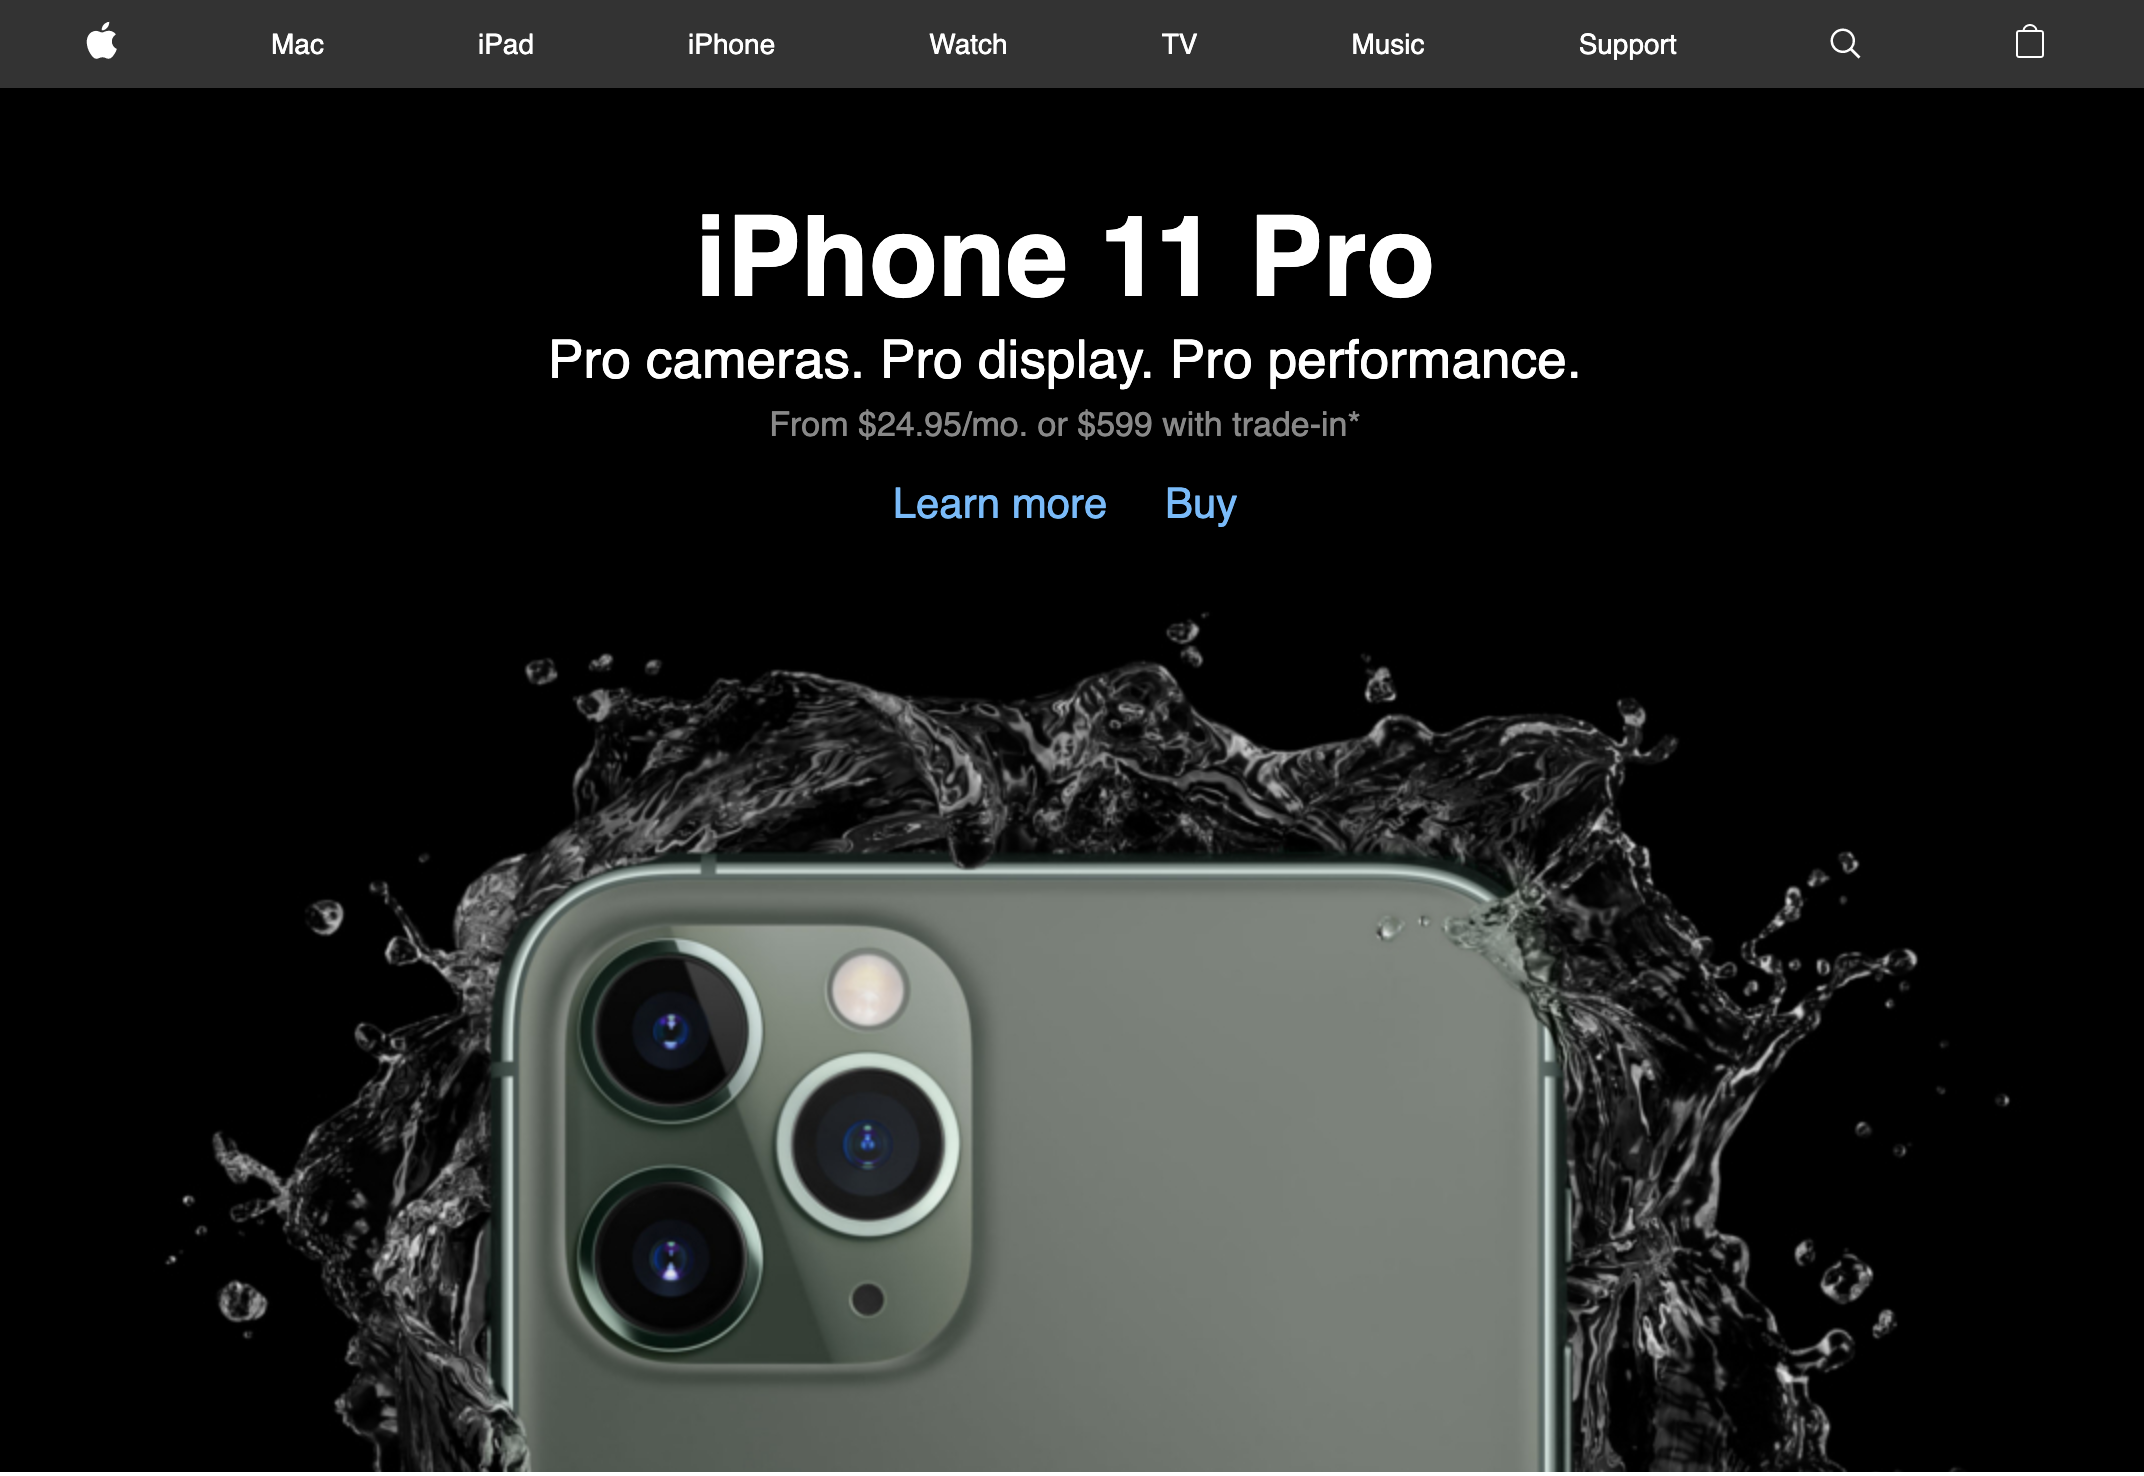 Mac iPad iPhone Watch TV Music Support
iPhone 11 Pro
Pro cameras. Pro display. Pro performance.
From $24.95/mo. or $599 with trade-in*
Learn more Buy